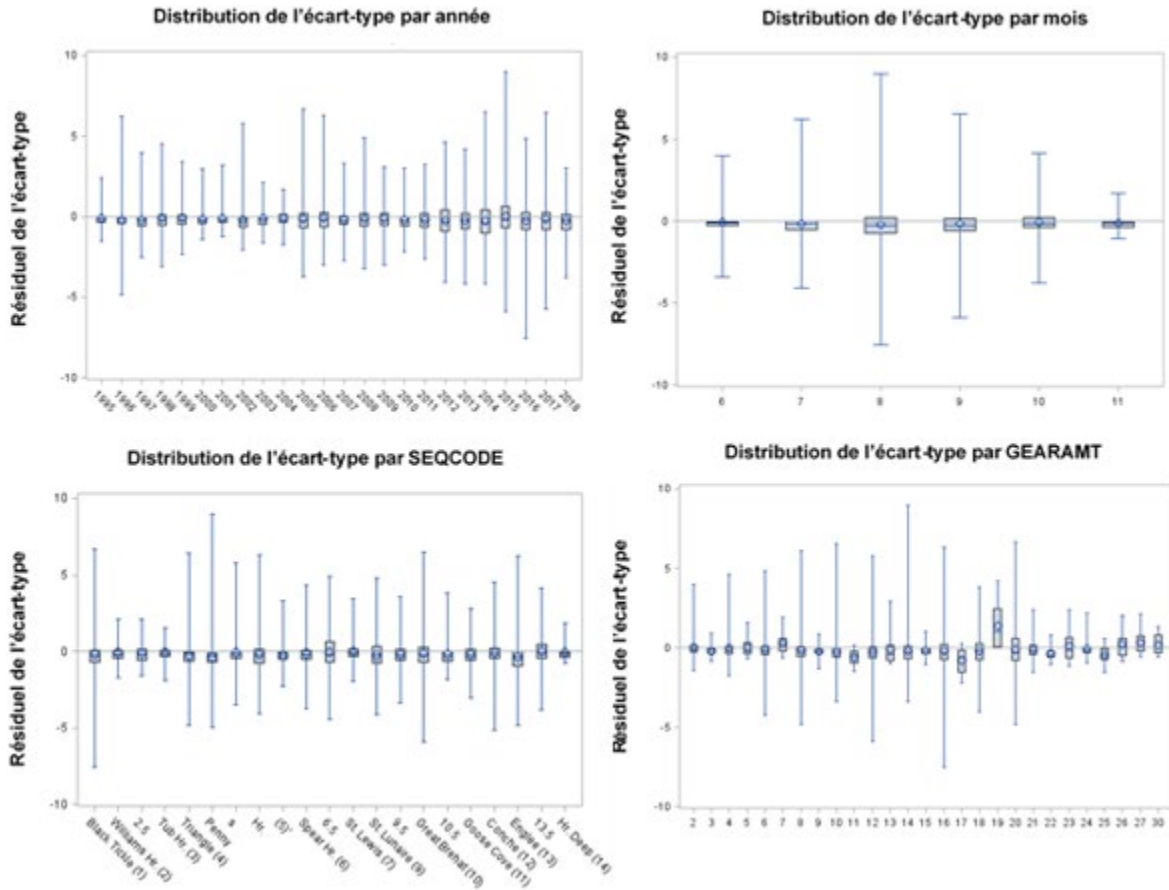 Distribution de l'écart-type par année
Résiduel de l'écart-type
10
5
0
-5
-10
1995 1996 1997 1998 1999 2000 2001 2002 2003 2004 2005 2006 2007 2008 2009 2010 2011 2012 2013 2014 2015 2016 2017 2018
Distribution de l'écart-type par mois
Résiduel de l'écart-type
10
5
0
-5
-10
6 7 8 9 10 11
Distribution de l'écart-type par SEQCODE
Résiduel de l'écart-type
10
5
0
-5
-10
Black Tickle (1)
Williams Hr. (2)
2.5
Tub Hr. (3)
Triangle (4)
Penny
Hr.
(5)'
Spear Hr. (6)
6.5
St. Lewis (7)
St. Lunaire (9)
9.5
Great Brehat (10)
10.5
Goose Cove (11)
Conche (12)
Englee (13)
13.5
Hr. Deep (14)
Distribution de l'écart-type par GEARAMT
Résiduel de l'écart-type
10
5
0
-5
-10
2 3 4 5 6 7 8 9 10 11 12 13 14 15 16 17 18 19 20 21 22 23 24 25 26 27 30